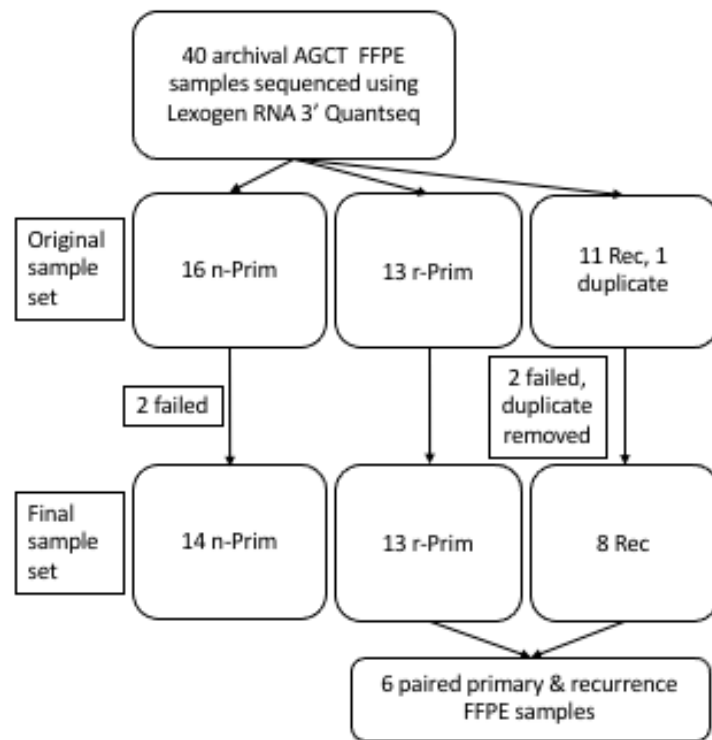 40 archival AGCT FFPE
samples sequenced using
Lexogen RNA 3' Quantseq
Original
sample
set
16 n-Prim
13 r-Prim
11 Rec, 1
duplicate
2 failed
2 failed,
duplicate
removed
Final
sample
set
14 n-Prim
13 r-Prim
8 Rec
6 paired primary & recurrence
FFPE samples